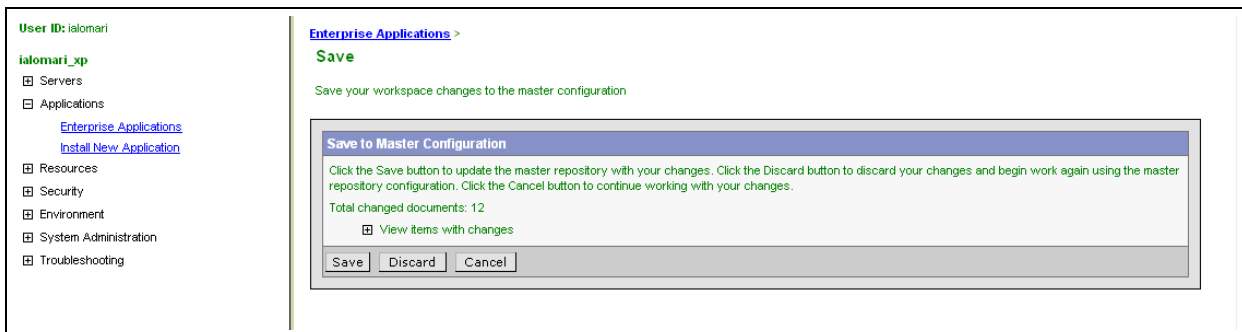 User ID: ialomari
ialomari_xp
Servers
Applications
Enterprise Applications
Install New Application
Resources
Security
Environment
System Administration
Troubleshooting
Enterprise Applications >
Save
Save your workspace changes to the master configuration
Save to Master Configuration
Click the Save button to update the master repository with your changes. Click the Discard button to discard your changes and begin work again using the master
repository configuration. Click the Cancel button to continue working with your changes.
Total changed documents: 12
View items with changes
Save Discard Cancel